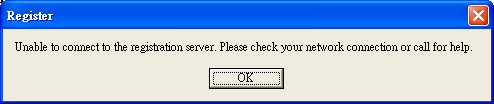 Register
Unable to connect to the registration server. Please check your network connection or call for help.
OK